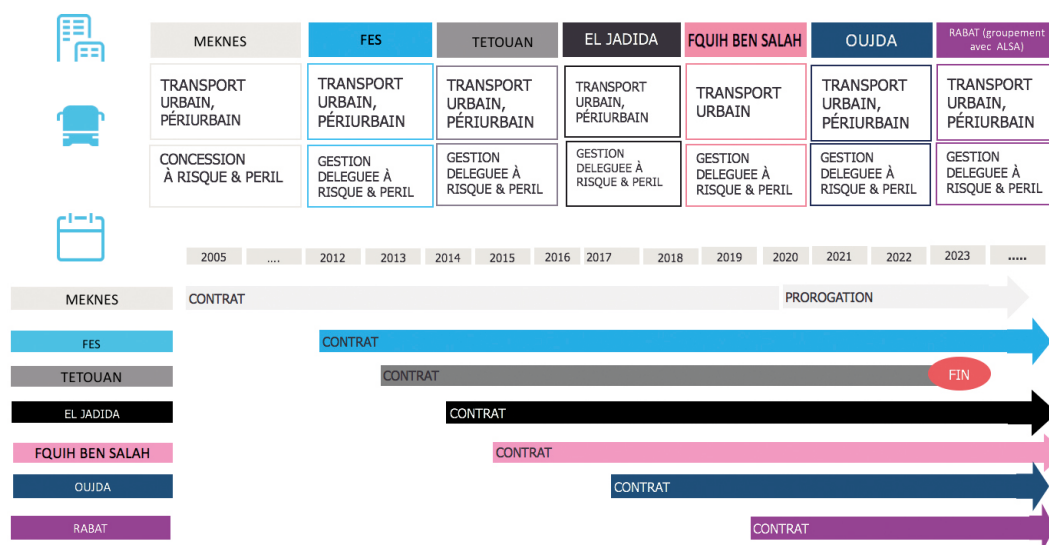 MEKNES
FES
TETOUAN
EL JADIDA
FQUIH BEN SALAH
OUJDA
RABAT (groupement
avec ALSA)
TRANSPORT
URBAIN,
PÉRIURBAIN
TRANSPORT
URBAIN,
PÉRIURBAIN
TRANSPORT
URBAIN,
PÉRIURBAIN
TRANSPORT
URBAIN,
PÉRIURBAIN
TRANSPORT
URBAIN
TRANSPORT
URBAIN,
PÉRIURBAIN
TRANSPORT
URBAIN,
PÉRIURBAIN
CONCESSION
À RISQUE & PERIL
GESTION
DELEGUEE À
RISQUE & PERIL
GESTION
DELEGUEE À
RISQUE & PERIL
GESTION
DELEGUEE À
RISQUE & PERIL
GESTION
DELEGUEE À
RISQUE & PERIL
GESTION
DELEGUEE À
RISQUE & PERIL
GESTION
DELEGUEE À
RISQUE & PERIL
2005 .... 2012 2013 2014 2015 2016 2017 2018 2019 2020 2021 2022 2023 .....
MEKNES CONTRAT PROROGATION
FES CONTRAT
TETOUAN CONTRAT FIN
EL JADIDA CONTRAT
FQUIH BEN SALAH CONTRAT
OUJDA CONTRAT
RABAT CONTRAT